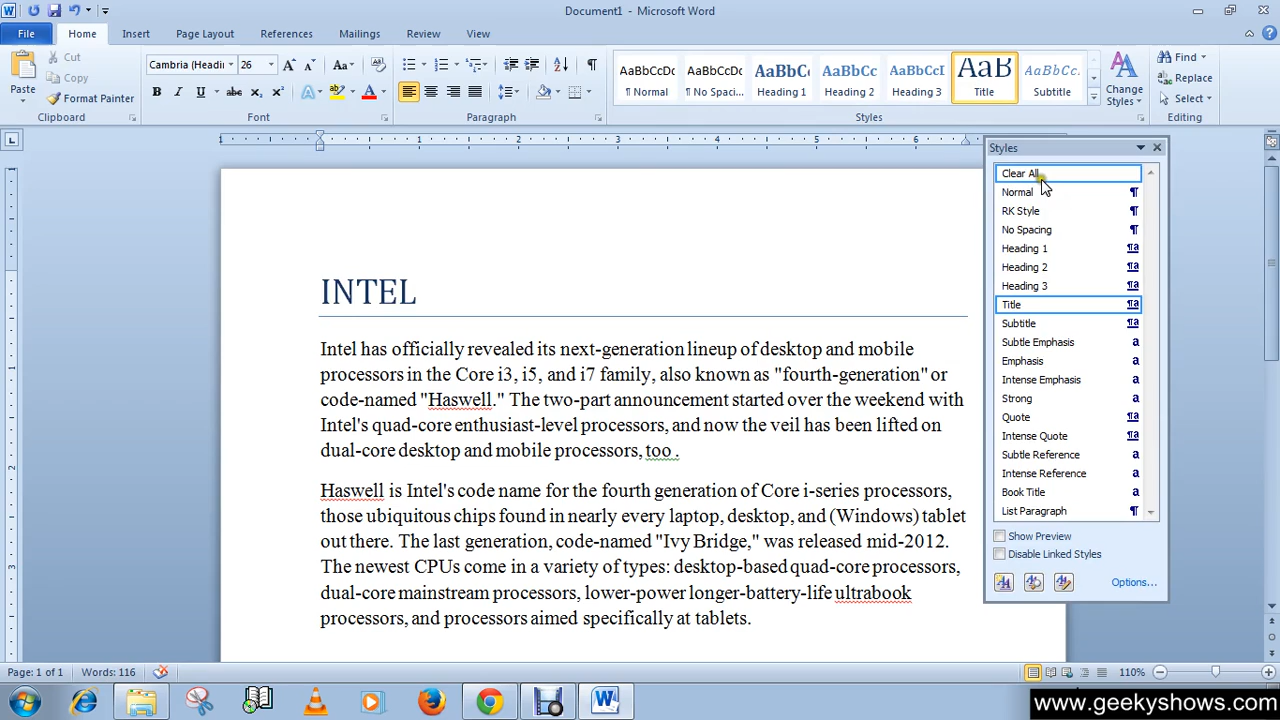 Document1 - Microsoft Word
File Home Insert Page Layout References Mailings Review View
Paste
Cut
Copy
Format Painter
Clipboard
Cambria (Headi 26
Font
Paragraph
AaBbCcDc AaBbCcDc AaBbCc AaBbCc AaBbCcI AaB AaBbCc.
¶ Normal ¶ No Spaci... Heading 1 Heading 2 Heading 3 Title Subtitle
Change Styles
Styles
Find
Replace
Select
Editing
1 1 2 3 4 5
INTEL
Intel has officially revealed its next-generation lineup of desktop and mobile
processors in the Core i3, i5, and i7 family, also known as "fourth-generation" or
code-named "Haswell." The two-part announcement started over the weekend with
Intel's quad-core enthusiast-level processors, and now the veil has been lifted on
dual-core desktop and mobile processors, too .
Haswell is Intel's code name for the fourth generation of Core i-series processors,
those ubiquitous chips found in nearly every laptop, desktop, and (Windows) tablet
out there. The last generation, code-named "Ivy Bridge," was released mid-2012.
The newest CPUs come in a variety of types: desktop-based quad-core processors,
dual-core mainstream processors, lower-power longer-battery-life ultrabook
processors, and processors aimed specifically at tablets.
Styles
Clear All
Normal
RK Style
No Spacing
Heading 1
Heading 2
Heading 3
Title
Subtitle
Subtle Emphasis
Emphasis
Intense Emphasis
Strong
Quote
Intense Quote
Subtle Reference
Intense Reference
Book Title
List Paragraph
Show Preview
Disable Linked Styles
Options...
Page: 1 of 1 Words: 116
110%
www.geekyshows.com